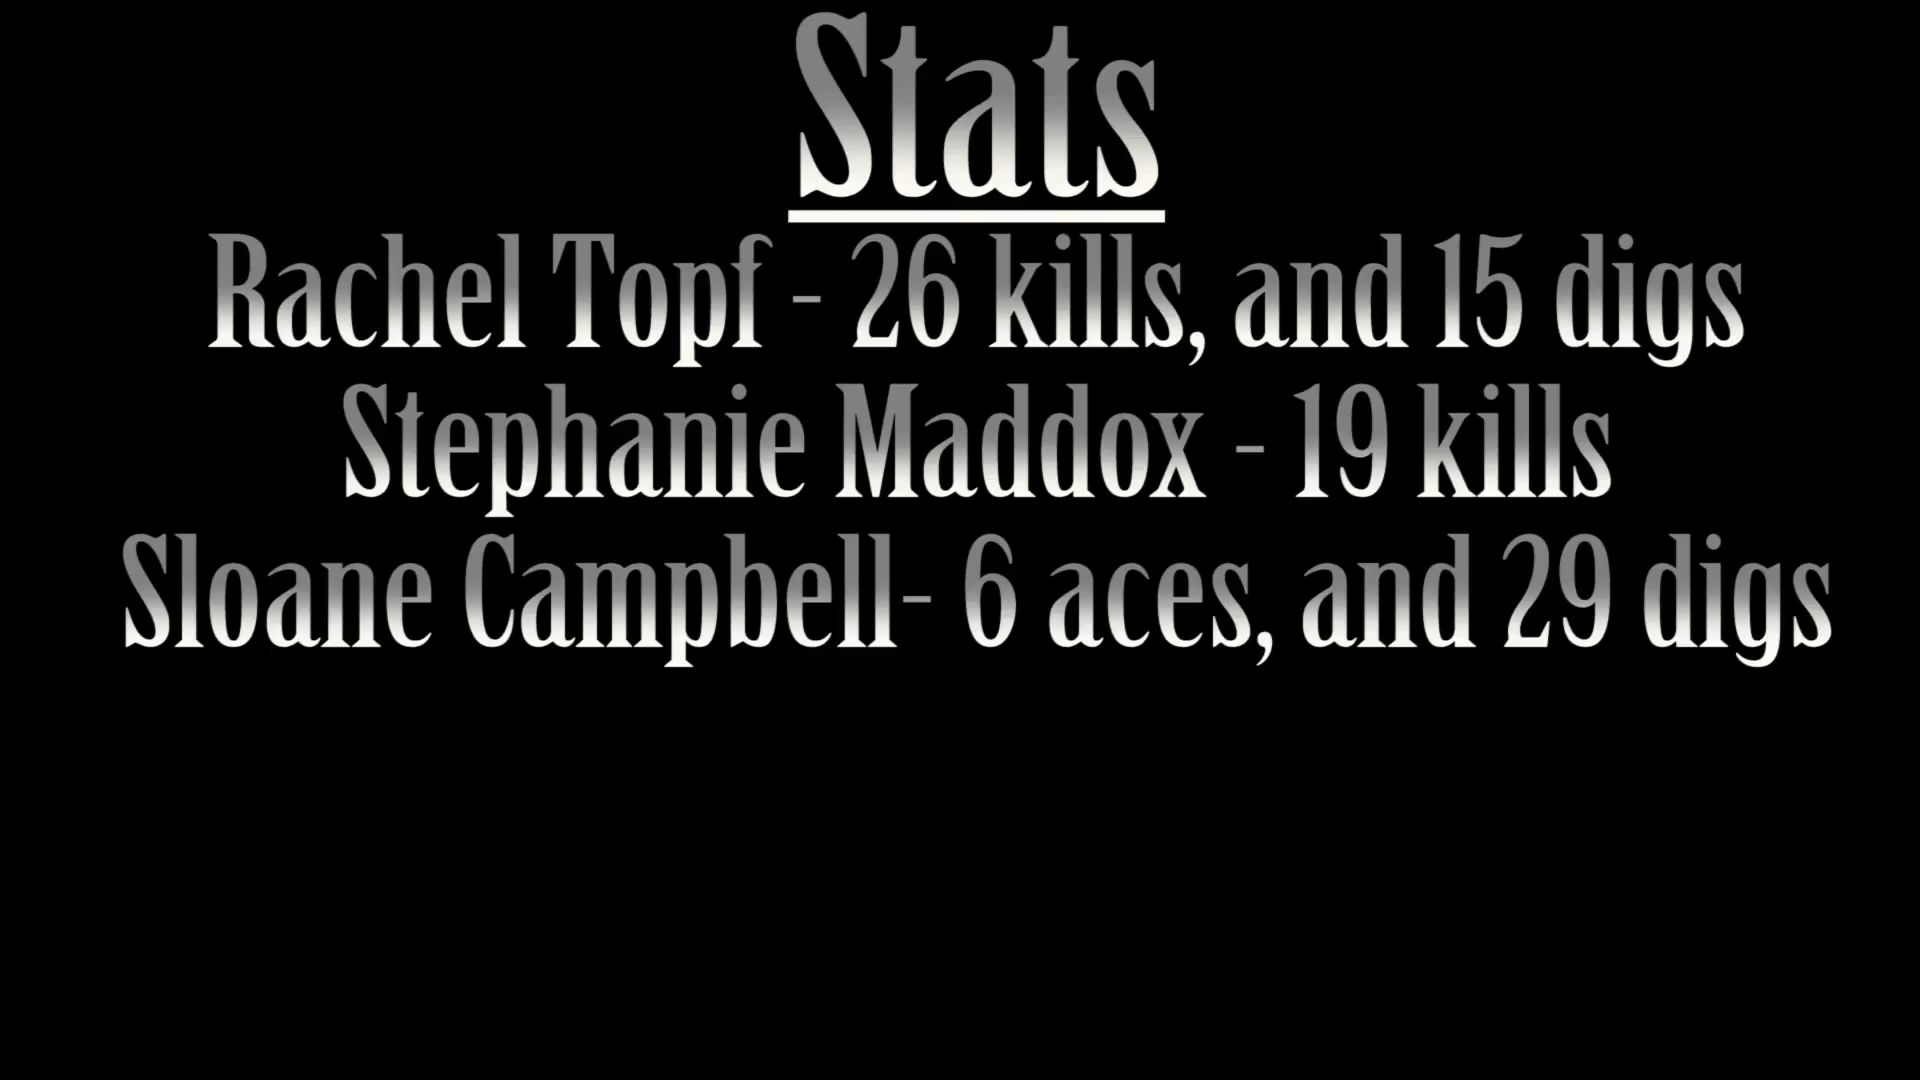 Stats
Rachel Topf - 26 kills, and 15 digs
Stephanie Maddox - 19 kills
Sloane Campbell- 6 aces, and 29 digs